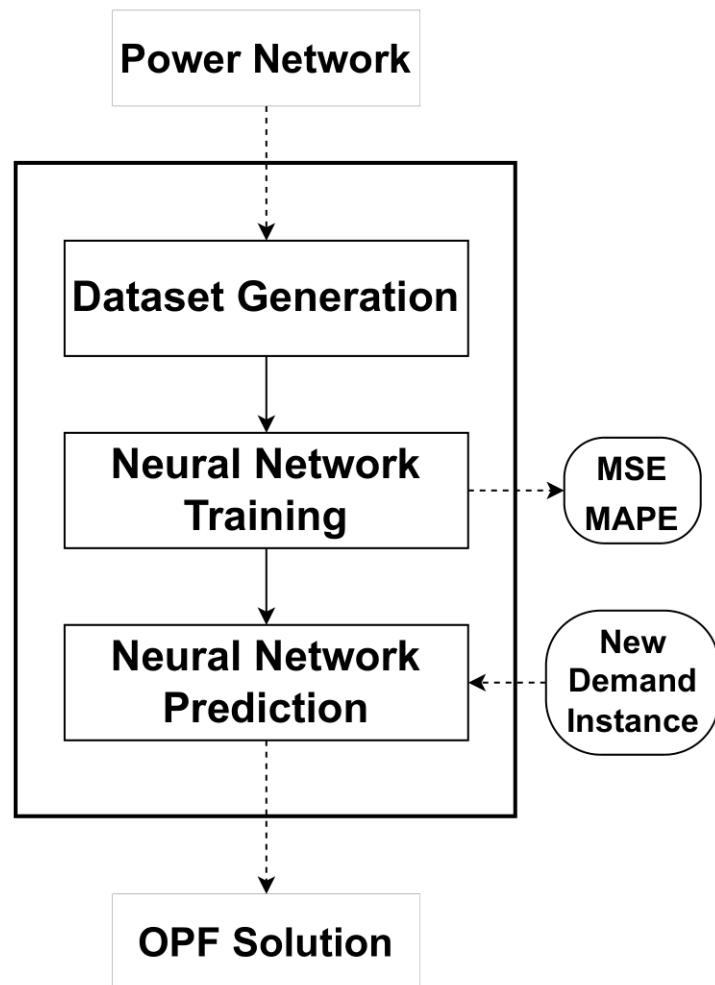 Power Network
Dataset Generation
Neural Network
Training
MSE
MAPE
Neural Network
Prediction
New
Demand
Instance
OPF Solution